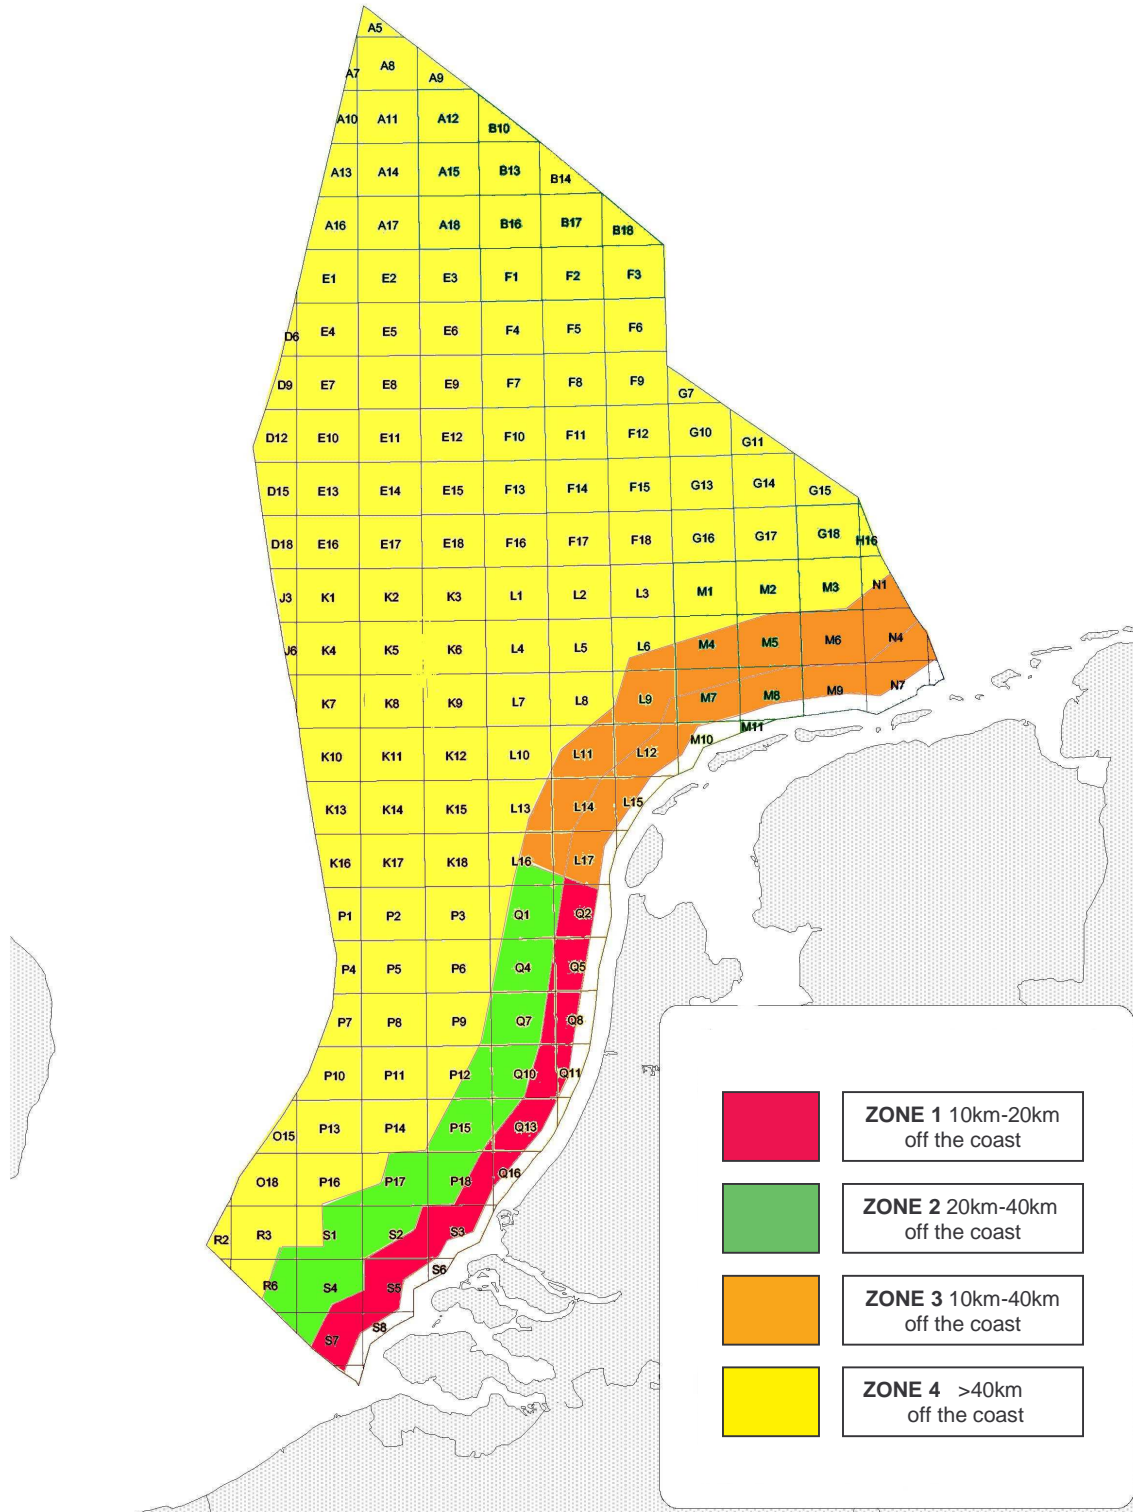 A5
A7 A8 A9
A10 A11 A12 B10
A13 A14 A15 B13 B14
A16 A17 A18 B16 B17 B18
E1 E2 E3 F1 F2 F3
D6 E4 E5 E6 F4 F5 F6
D9 E7 E8 E9 F7 F8 F9 G7
D12 E10 E11 E12 F10 F11 F12 G10 G11
D15 E13 E14 E15 F13 F14 F15 G13 G14 G15
D18 E16 E17 E18 F16 F17 F18 G16 G17 G18 H16
J3 K1 K2 K3 L1 L2 L3 M1 M2 M3 N1
J6 K4 K5 K6 L4 L5 L6 M4 M5 M6 N4
K7 K8 K9 L7 L8 L9 M7 M8 M9 N7
K10 K11 K12 L10 L11 L12 M10 M11
K13 K14 K15 L13 L14 L15
K16 K17 K18 L16 L17
P1 P2 P3 Q1 Q2
P4 P5 P6 Q4 Q5
P7 P8 P9 Q7 Q8
P10 P11 P12 Q10 Q11
O15 P13 P14 P15 Q13
O18 P16 P17 P18 Q16
R2 R3 S1 S2 S3
R6 S4 S5 S6
S7 S8
ZONE 1 10km-20km
off the coast
ZONE 2 20km-40km
off the coast
ZONE 3 10km-40km
off the coast
ZONE 4 >40km
off the coast